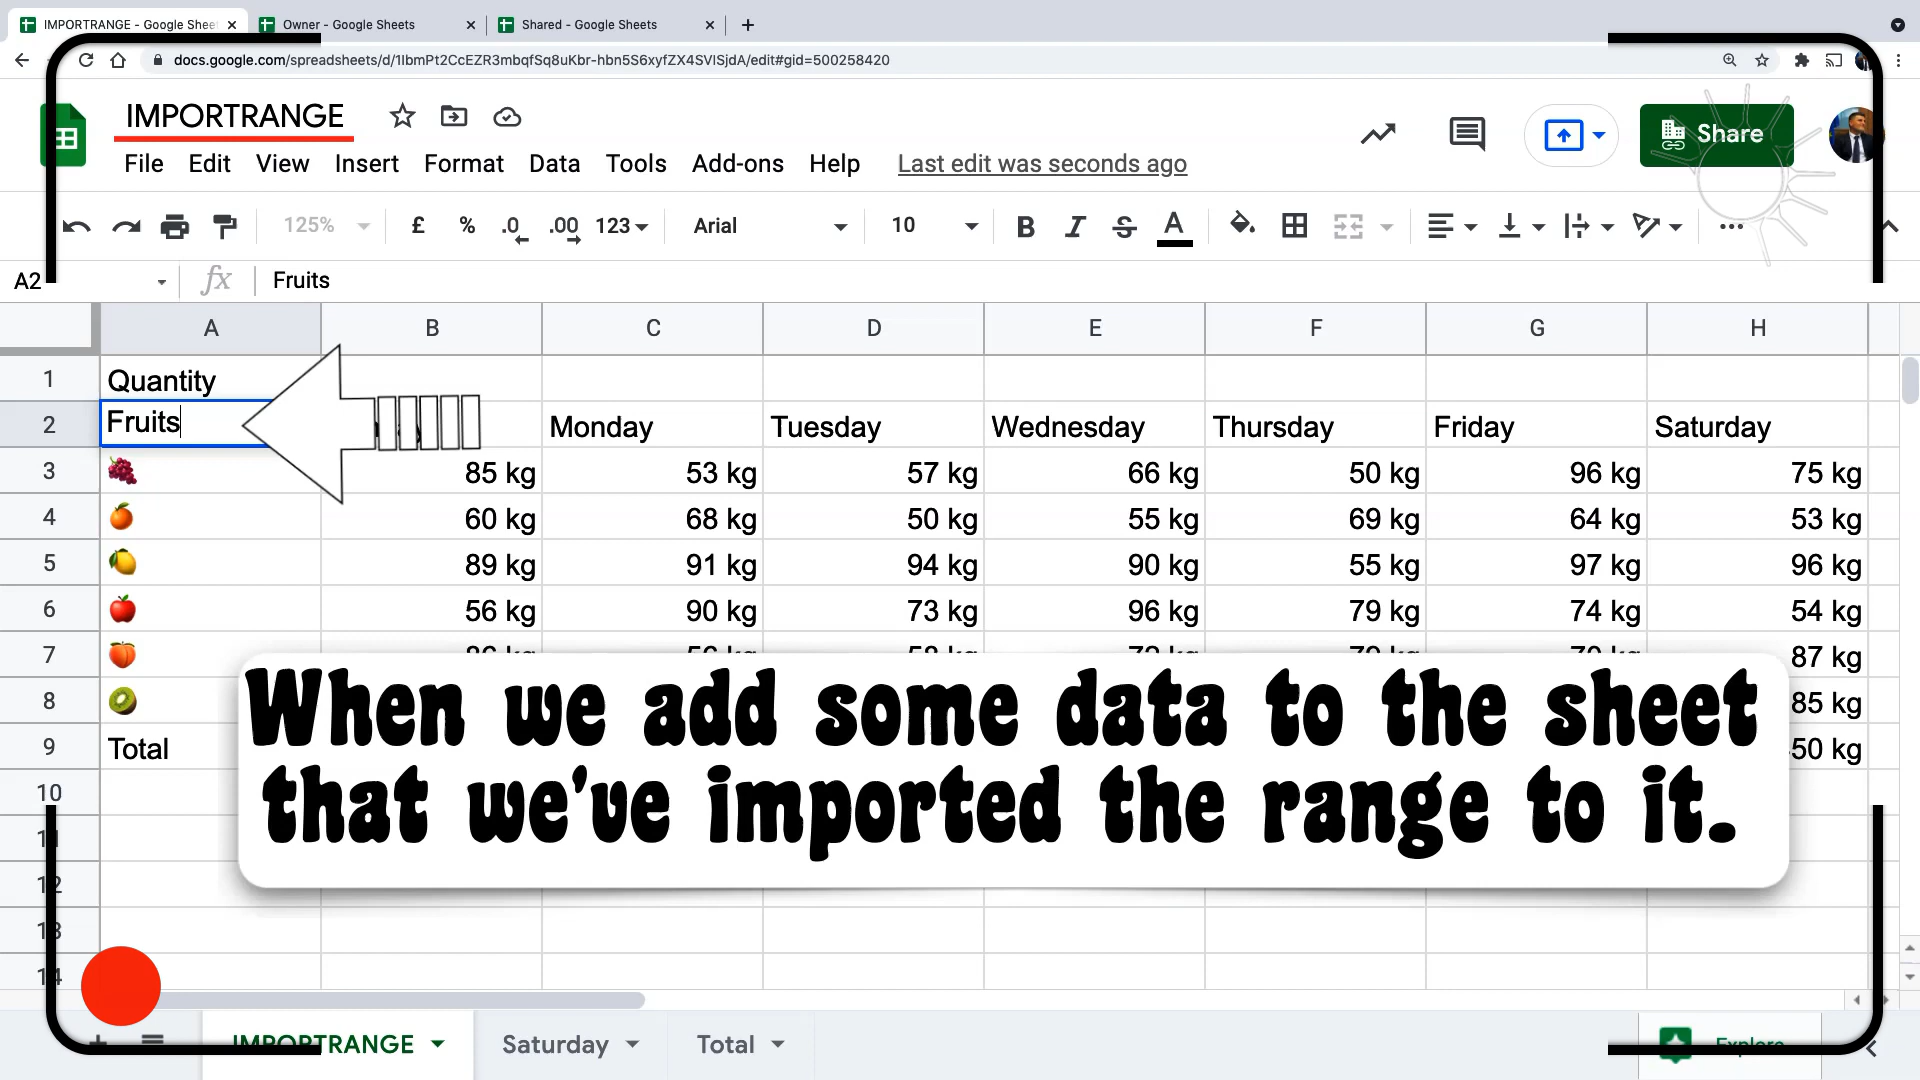 IMPORTRANGE - Google Shee
Owner - Google Sheets
Shared - Google Sheets
docs.google.com/spreadsheets/d/1IbmPt2CcEZR3mbqfSq8uKbr-hbn5S6xyfZX4SVISjdA/edit#gid=500258420
IMPORTRANGE
File Edit View Insert Format Data Tools Add-ons Help Last edit was seconds ago
Share
125% £ % .0 .00 123 Arial 10 B I S A
A2 fx Fruits
A B C D E F G H
1 Quantity
2 Fruits Monday Tuesday Wednesday Thursday Friday Saturday
3 85 kg 53 kg 57 kg 66 kg 50 kg 96 kg 75 kg
4 60 kg 68 kg 50 kg 55 kg 69 kg 64 kg 53 kg
5 89 kg 91 kg 94 kg 90 kg 55 kg 97 kg 96 kg
6 56 kg 90 kg 73 kg 96 kg 79 kg 74 kg 54 kg
7 87 kg
8 85 kg
9 Total 50 kg
When we add some data to the sheet
that we've imported the range to it.
10
11
12
13
14
IMPORTRANGE Saturday Total Explore